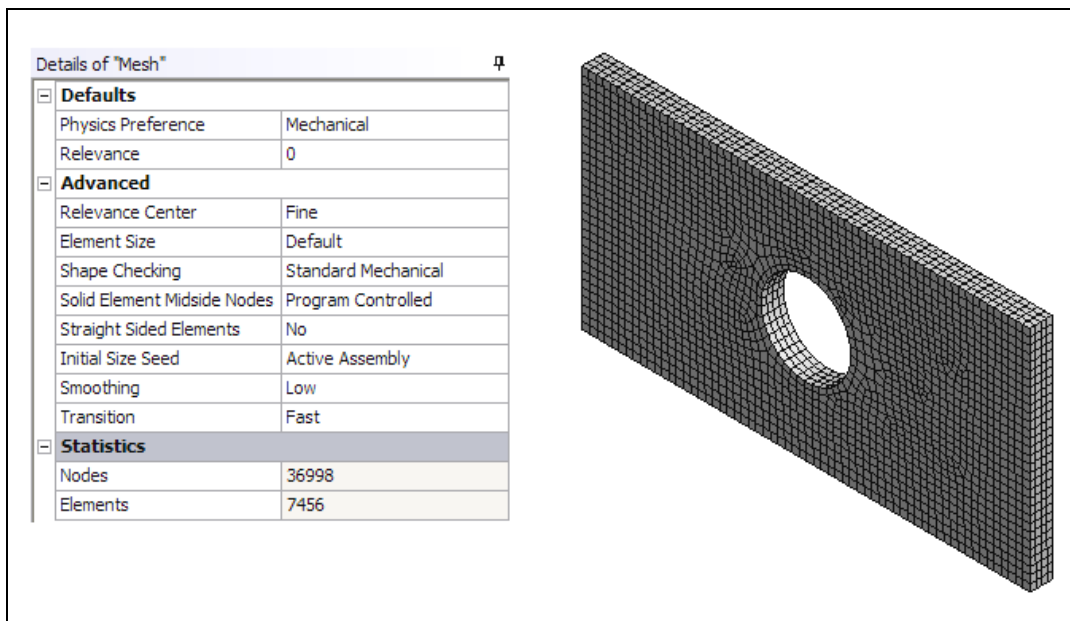 Details of "Mesh"
Defaults
Physics Preference Mechanical
Relevance 0
Advanced
Relevance Center Fine
Element Size Default
Shape Checking Standard Mechanical
Solid Element Midside Nodes Program Controlled
Straight Sided Elements No
Initial Size Seed Active Assembly
Smoothing Low
Transition Fast
Statistics
Nodes 36998
Elements 7456